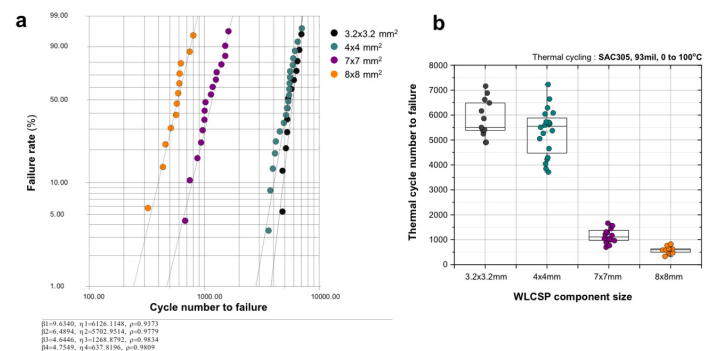 a
99.00
90.00
50.00
10.00
5.00
1.00
Failure rate (%)
100.00
1000.00
10000.00
Cycle number to failure
3.2x3.2 mm²
4x4 mm²
7x7 mm²
8x8 mm²
β1=9.6340, η1=6126.1148, ρ=0.9373
β2=6.4894, η2=5702.9514, ρ=0.9779
β3=4.6446, η3=1268.8792, ρ=0.9834
β4=4.7549, η4=637.8196, ρ=0.9809
b
Thermal cycling : SAC305, 93mil, 0 to 100°C
8000
7000
6000
5000
4000
3000
2000
1000
0
Thermal cycle number to failure
3.2x3.2mm
4x4mm
7x7mm
8x8mm
WLCSP component size